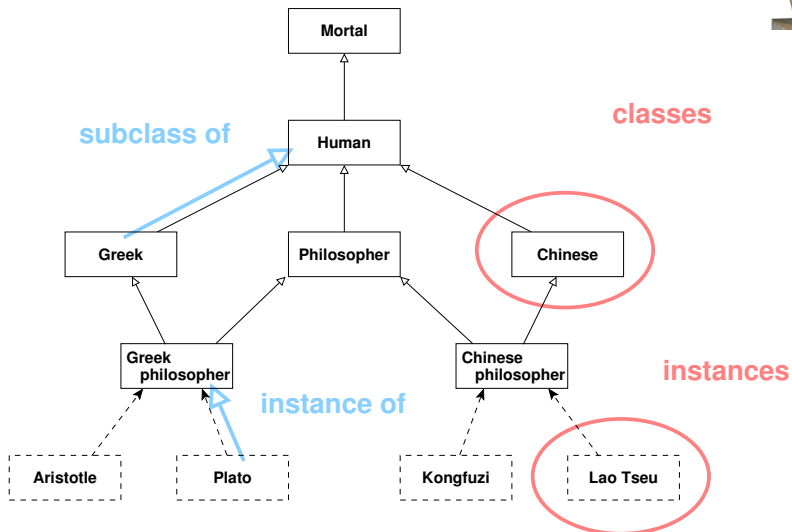 Mortal
classes
subclass of
Human
Greek
Philosopher
Chinese
Greek
philosopher
Chinese
philosopher
instances
instance of
Aristotle
Plato
Kongfuzi
Lao Tseu